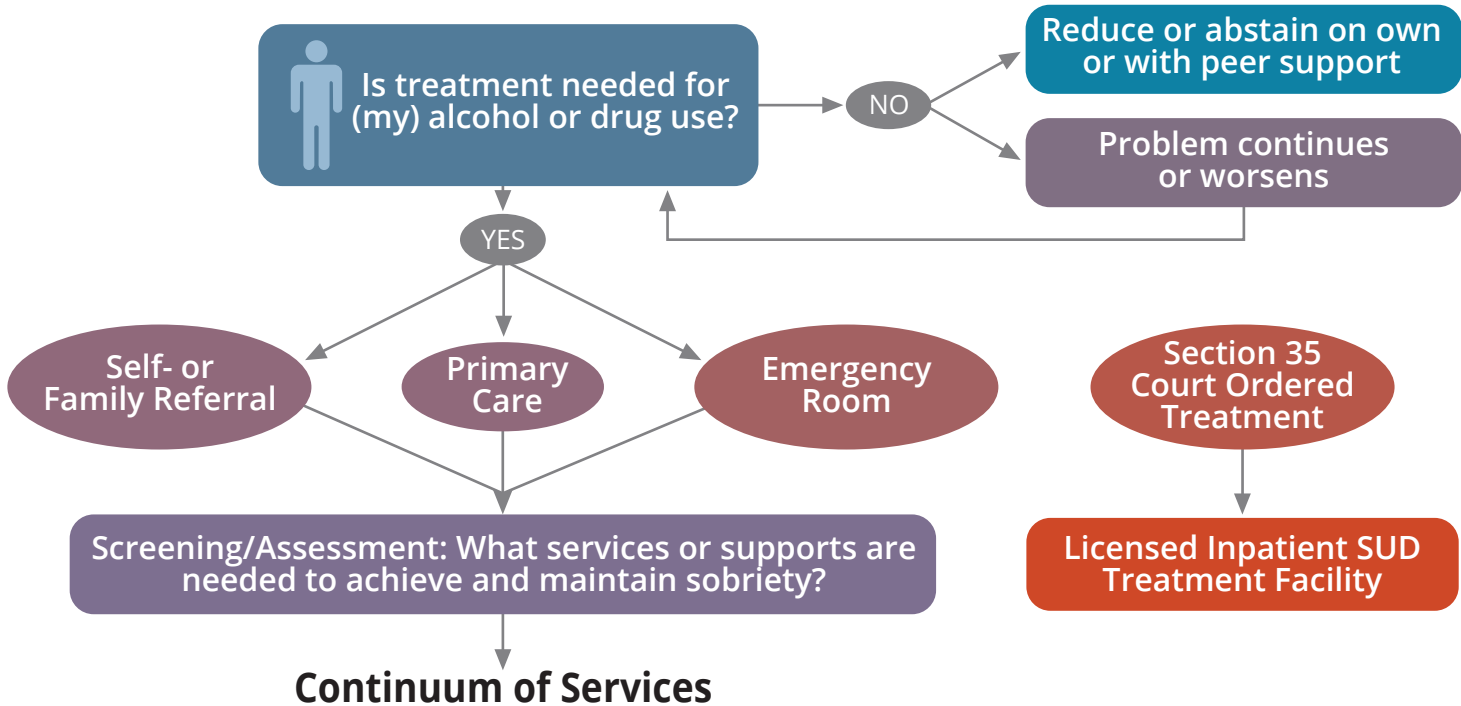 Is treatment needed for
(my) alcohol or drug use?
NO
Reduce or abstain on own
or with peer support
Problem continues
or worsens
YES
Self- or
Family Referral
Primary
Care
Emergency
Room
Section 35
Court Ordered
Treatment
Screening/Assessment: What services or supports are
needed to achieve and maintain sobriety?
Licensed Inpatient SUD
Treatment Facility
Continuum of Services